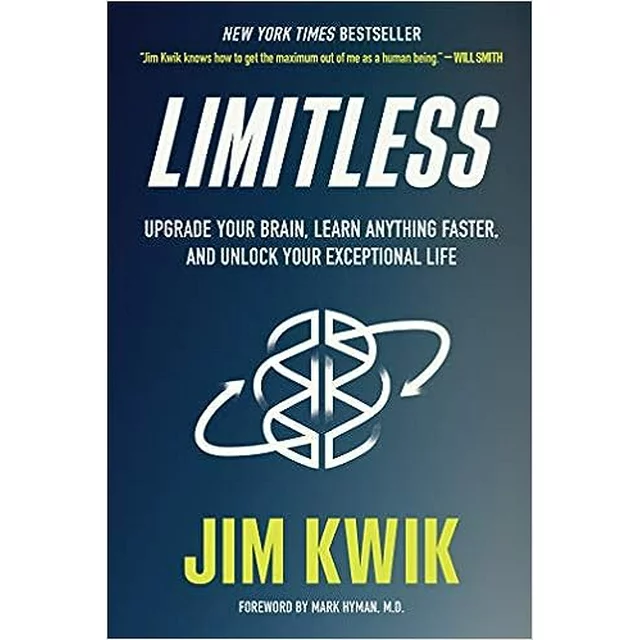 NEW YORK TIMES BESTSELLER
"Jim Kwik knows how to get the maximum out of me as a human being." — WILL SMITH
LIMITLESS
UPGRADE YOUR BRAIN, LEARN ANYTHING FASTER,
AND UNLOCK YOUR EXCEPTIONAL LIFE
JIM KWIK
FOREWORD BY MARK HYMAN, M.D.